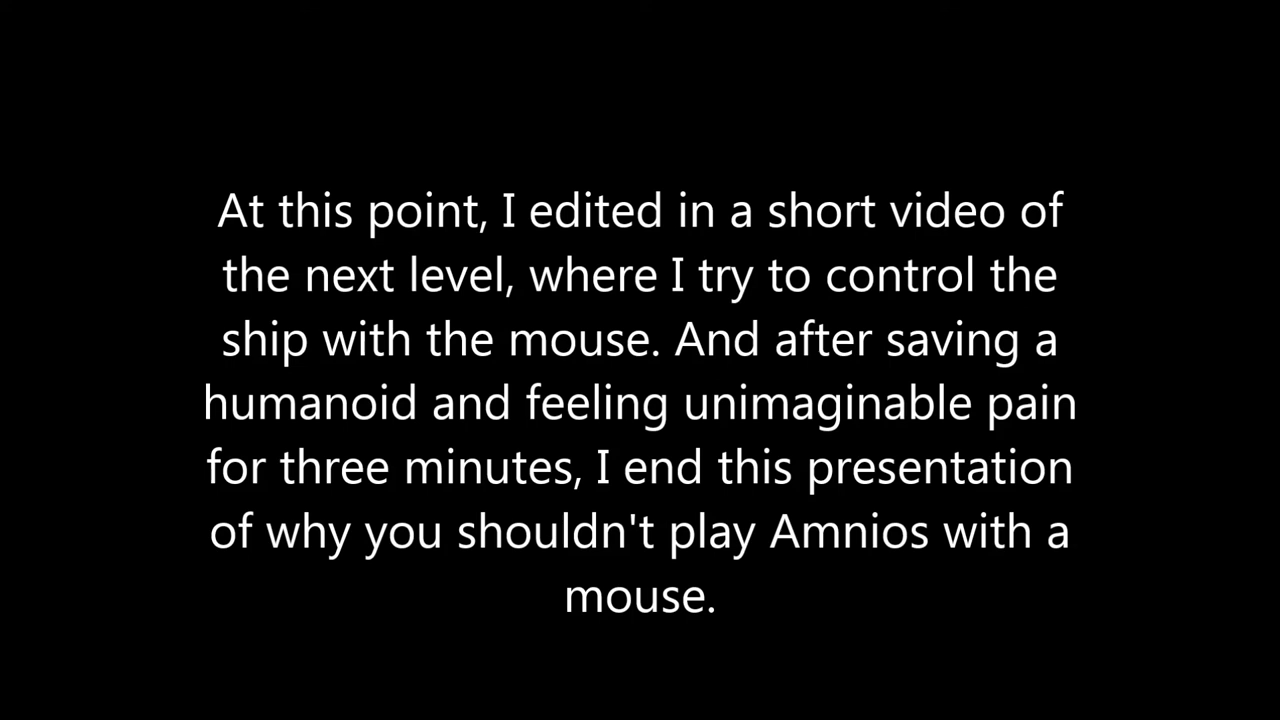 At this point, I edited in a short video of
the next level, where I try to control the
ship with the mouse. And after saving a
humanoid and feeling unimaginable pain
for three minutes, I end this presentation
of why you shouldn't play Amnios with a
mouse.